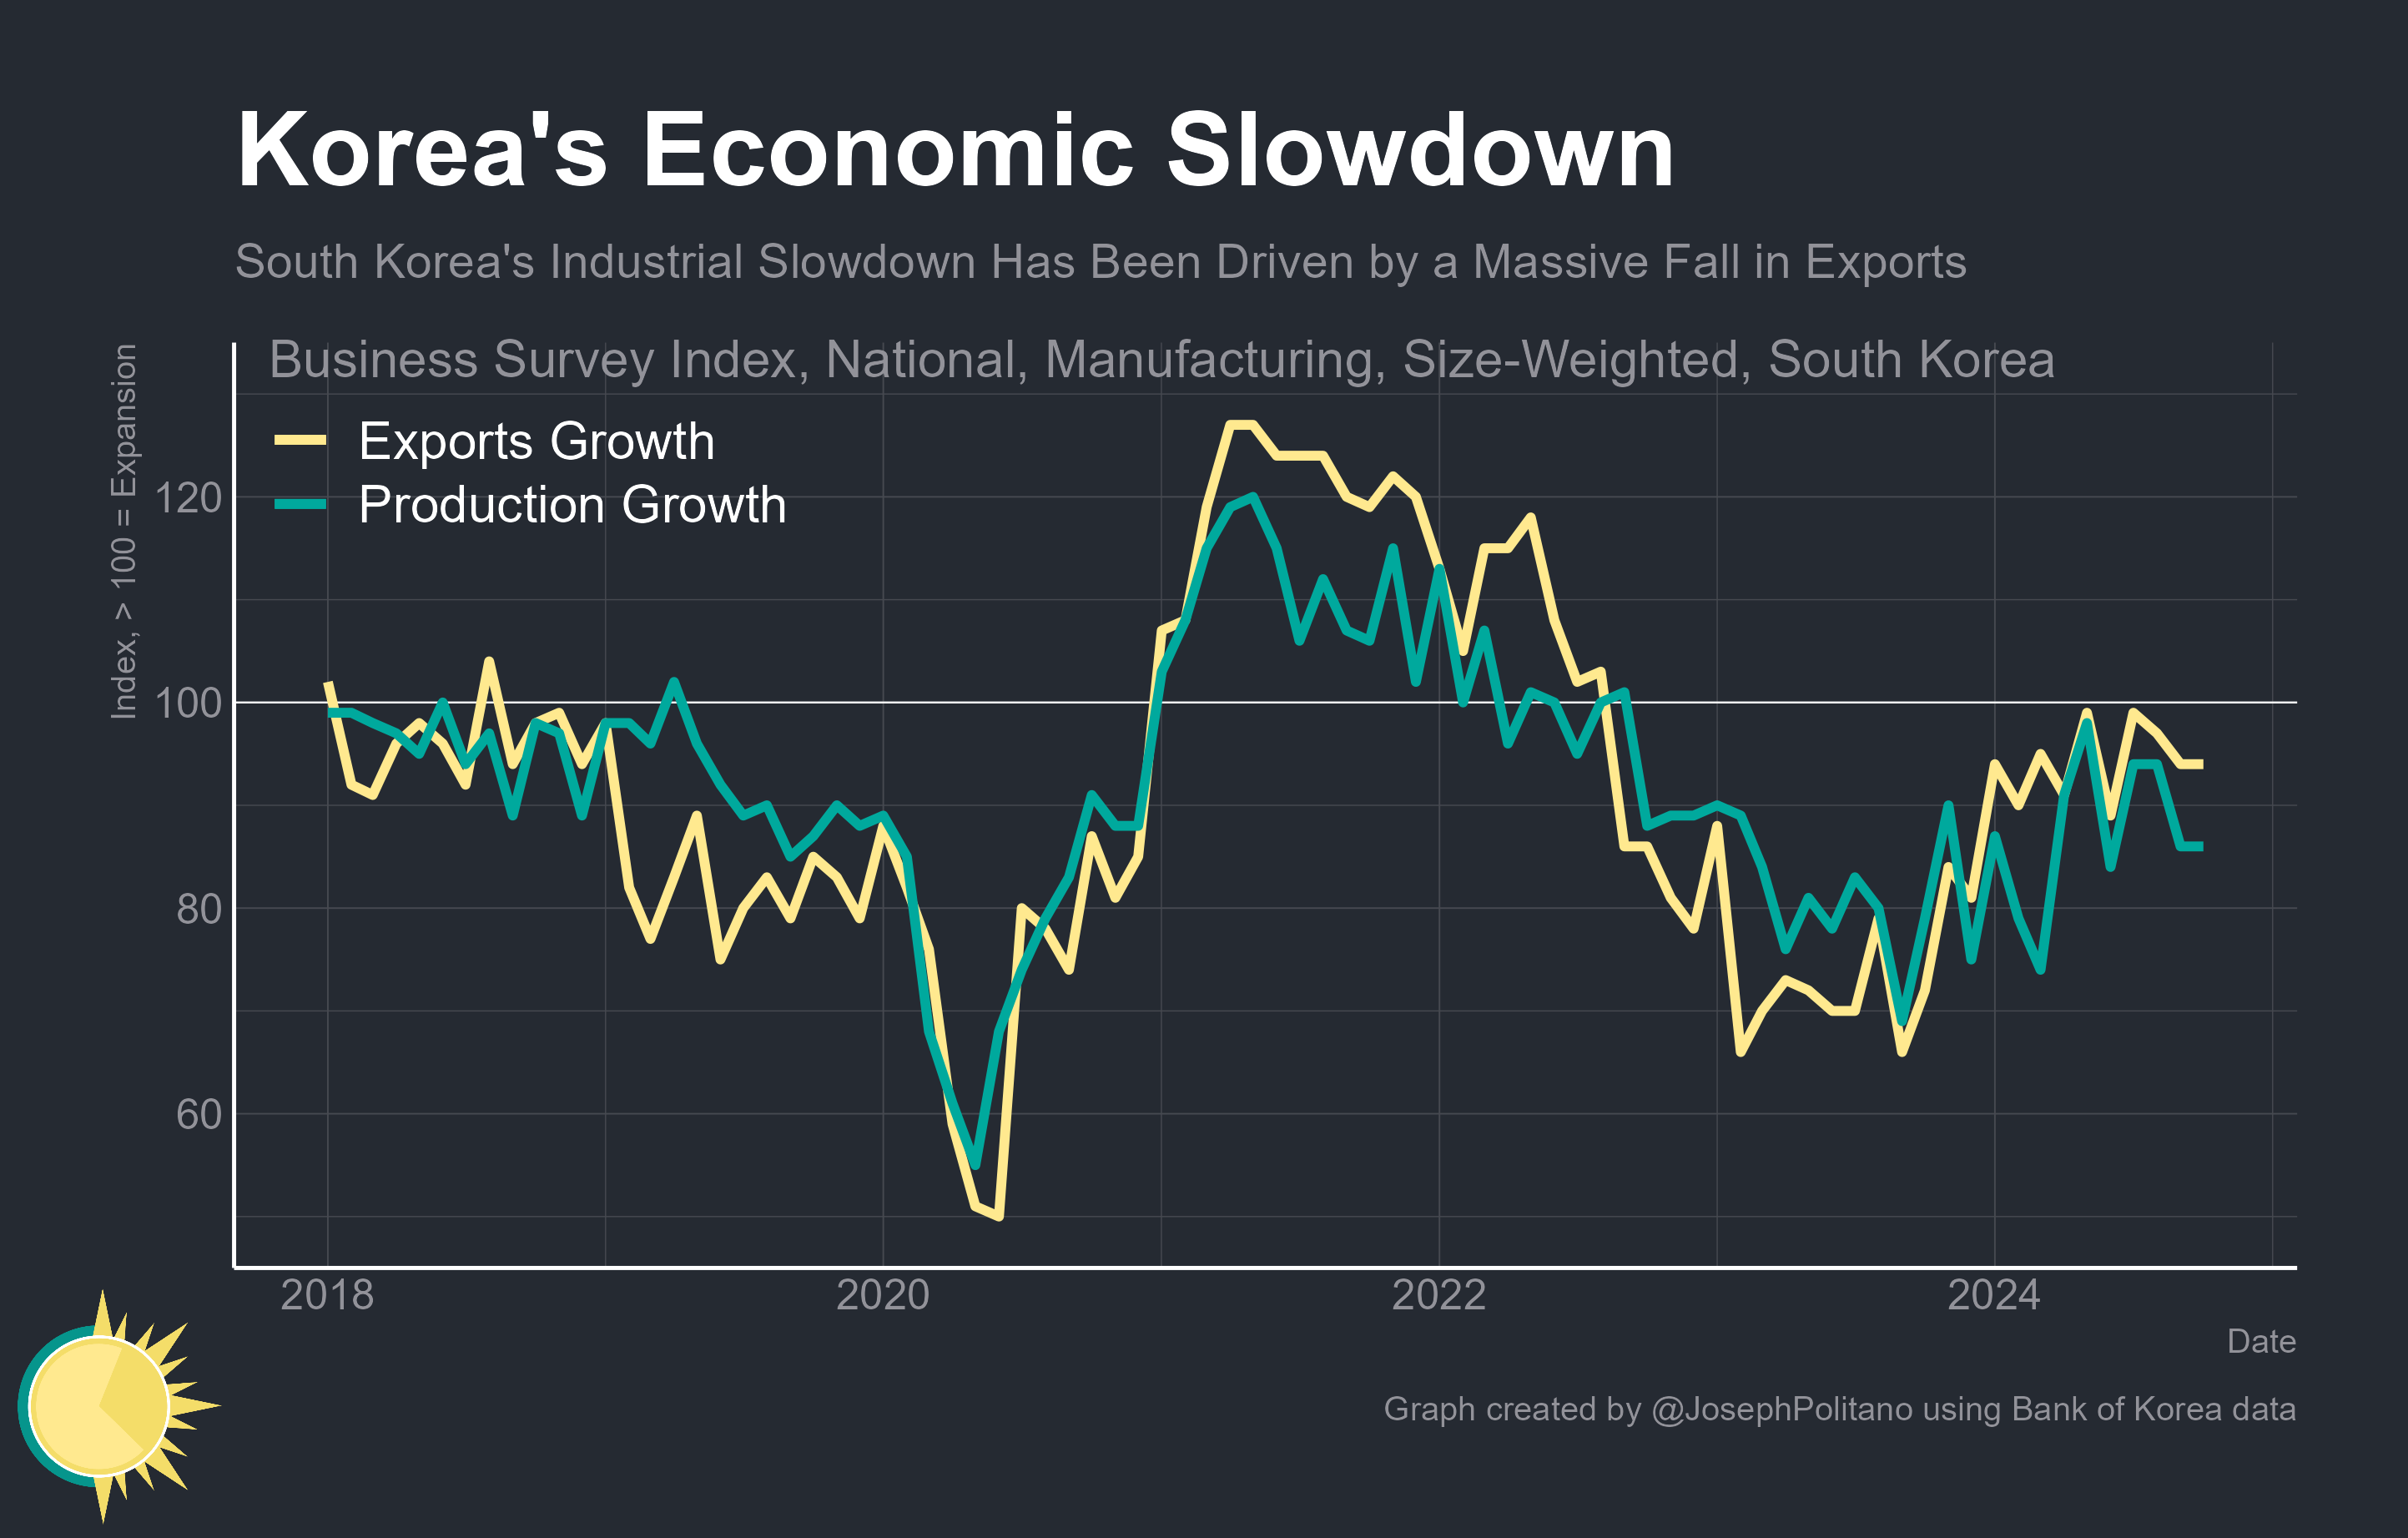 Korea's Economic Slowdown
South Korea's Industrial Slowdown Has Been Driven by a Massive Fall in Exports
Business Survey Index, National, Manufacturing, Size-Weighted, South Korea
Index, > 100 = Expansion
Exports Growth
Production Growth
120
100
80
60
2018 2020 2022 2024
Date
Graph created by @JosephPolitano using Bank of Korea data